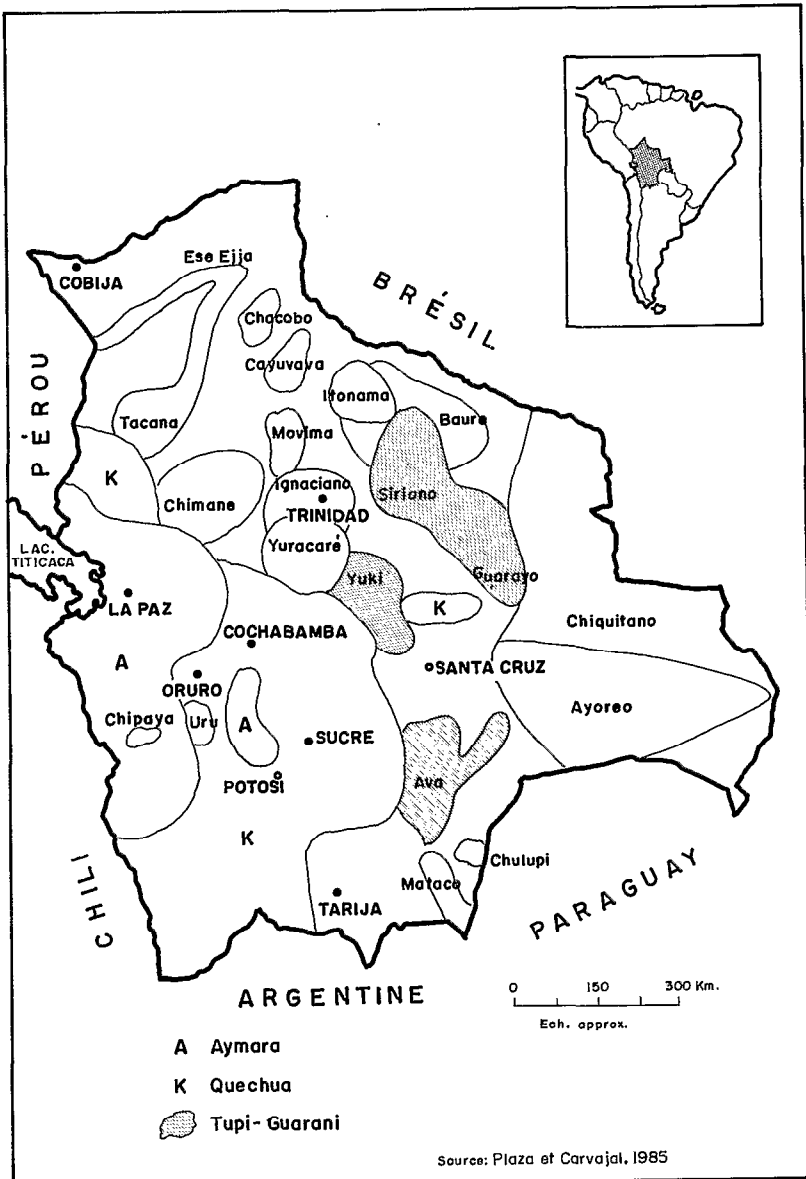 Ese Ejja
COBIJA
BRÉSIL
Chacobo
Cayuvava
PÉROU
Itonama
Tacana
Movima
Baure
K
Chimane
Ignaciano
Siriano
TRINIDAD
LAC.
TITICACA
Yuracaré
Yuki
Guarayo
LA PAZ
K
Chiquitano
COCHABAMBA
A
SANTA CRUZ
ORURO
Ayoreo
Chipaya
Uru
A
SUCRE
POTOSI
Ava
K
CHILI
Chulupi
Mataco
TARIJA
PARAGUAY
ARGENTINE
0 150 300 Km.
Ech. approx.
A Aymara
K Quechua
Tupi-Guarani
Source: Plaza et Carvajal, 1985